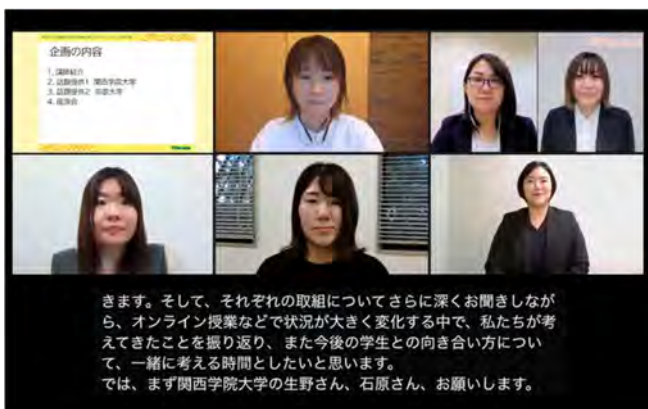 企画の内容
1. 講師紹介
2. 話題提供1 関西学院大学
3. 話題提供2 京都大学
4. 座談会
きます。そして、それぞれの取組についてさらに深くお聞きしなが
ら、オンライン授業などで状況が大きく変化する中で、私たちが考
えてきたことを振り返り、また今後の学生との向き合い方につい
て、一緒に考える時間としたいと思います。
では、まず関西学院大学の生野さん、石原さん、お願いします。